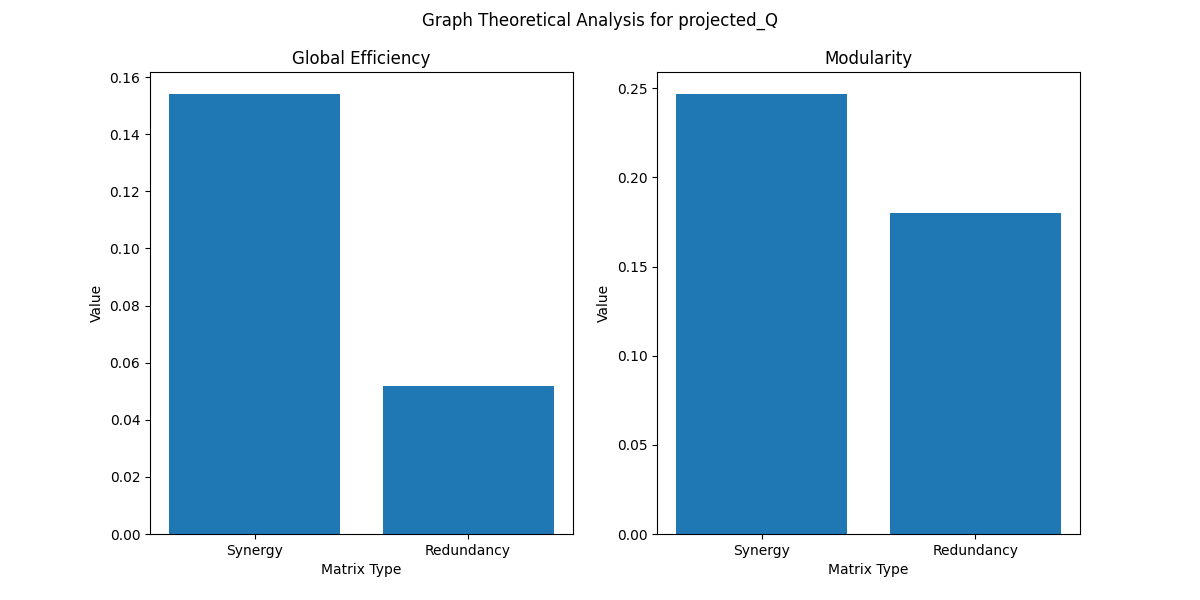 Graph Theoretical Analysis for projected_Q
Global Efficiency
0.16
0.14
0.12
0.10
0.08
0.06
0.04
0.02
0.00
Value
Synergy
Redundancy
Matrix Type
Modularity
0.25
0.20
0.15
0.10
0.05
0.00
Value
Synergy
Redundancy
Matrix Type